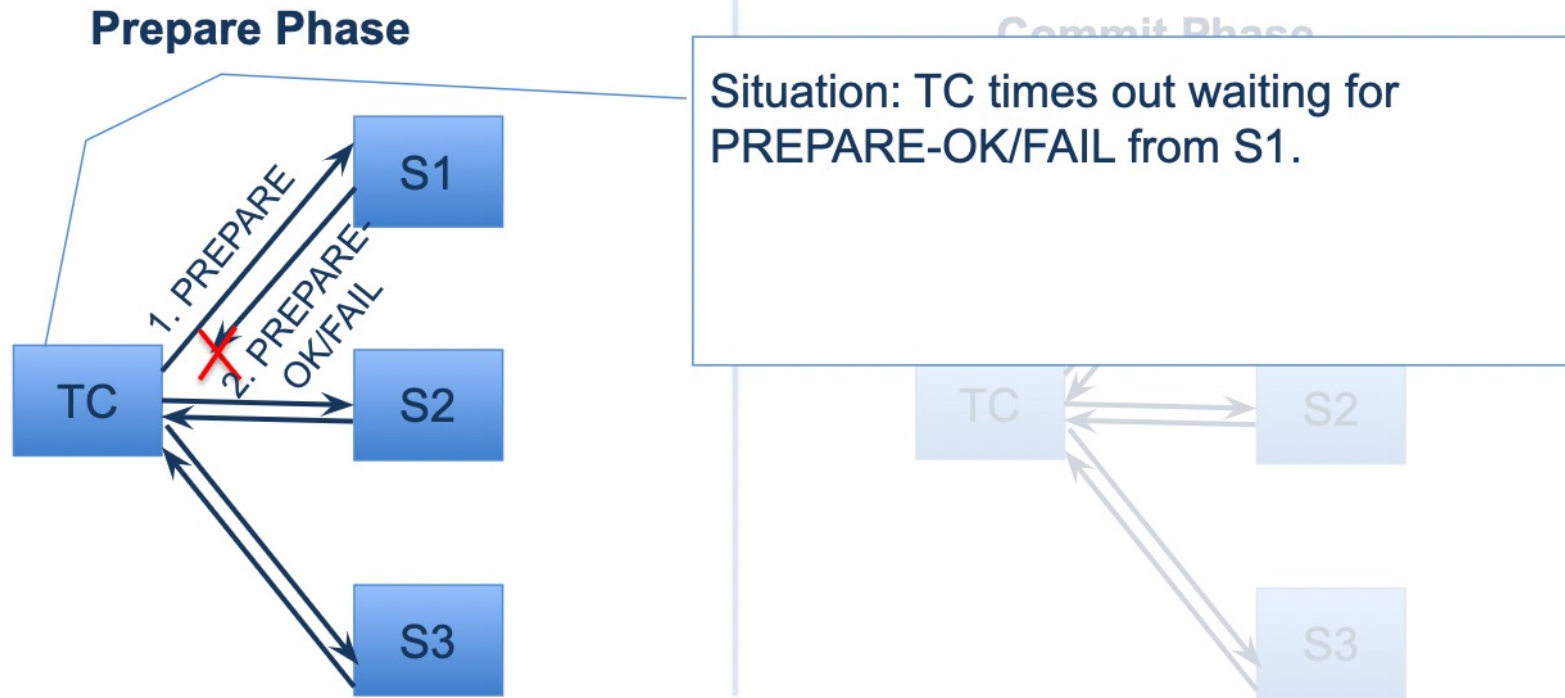 Prepare Phase
Commit Phase
Situation: TC times out waiting for
PREPARE-OK/FAIL from S1.
S1
1. PREPARE
2. PREPARE-
OK/FAIL
TC
S2
S3
TC
S2
S3